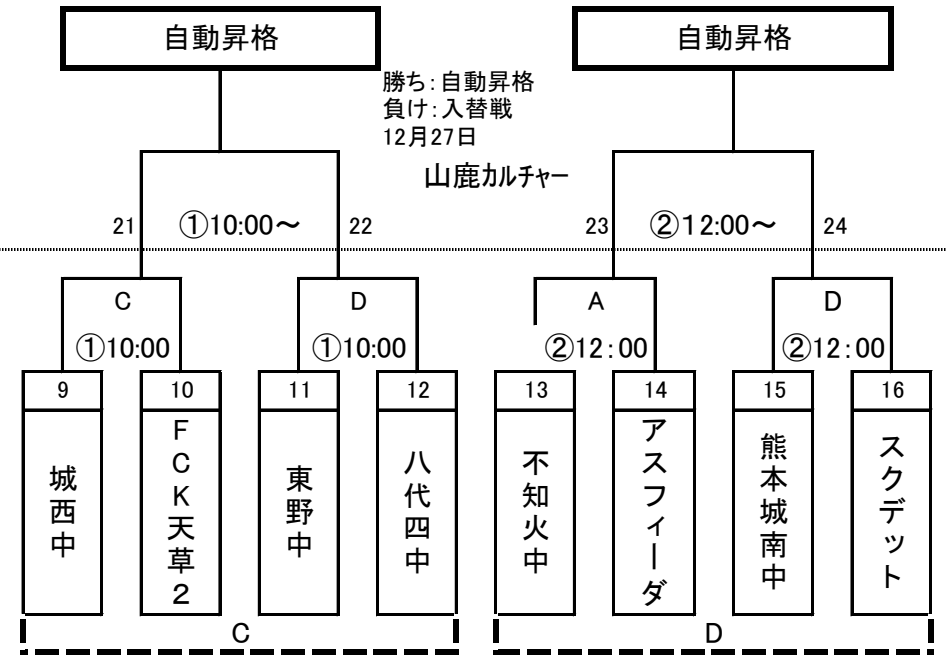 自動昇格
自動昇格
勝ち:自動昇格
負け:入替戦
12月27日
山鹿カルチャー
21
①10:00～
22
23
②12:00～
24
C
D
A
D
①10:00
①10:00
②12:00
②12:00
9
10
11
12
13
14
15
16
城西中
FCK天草2
東野中
八代四中
不知火中
アスフィーダ
熊本城南中
スクデット
C
D